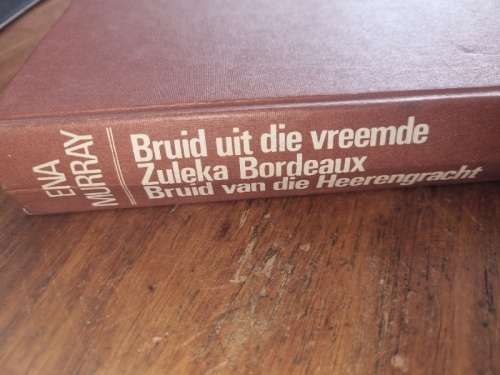 ENA
MURRAY
Bruid uit die vreemde
Zuleka Bordeaux
Bruid van die Heerengracht